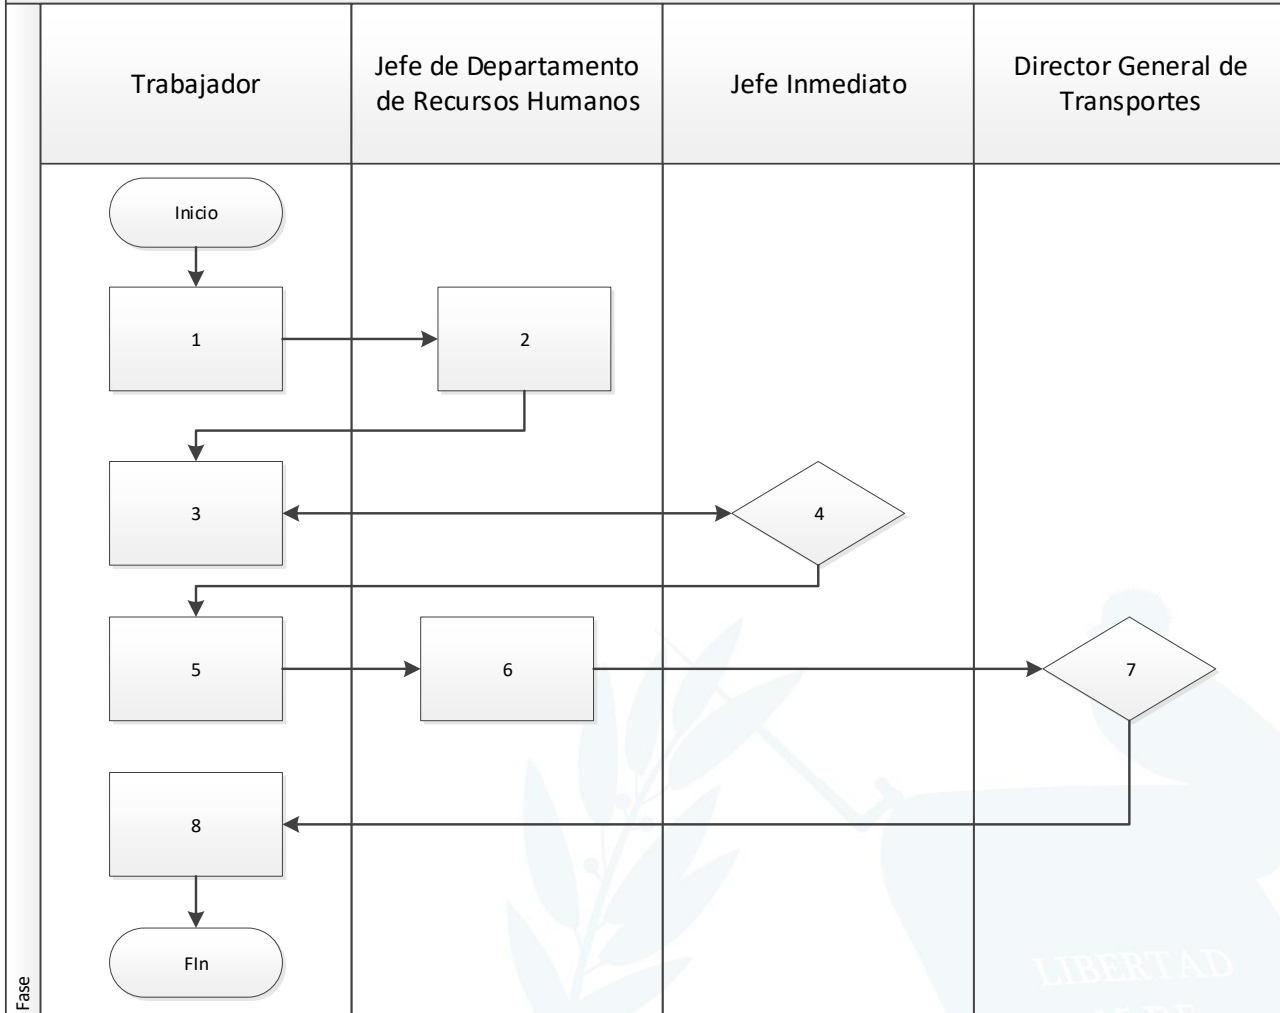 Trabajador
Jefe de Departamento
de Recursos Humanos
Jefe Inmediato
Director General de
Transportes
Inicio
1
2
3
4
5
6
7
8
FIn
Fase
LIBERTAD